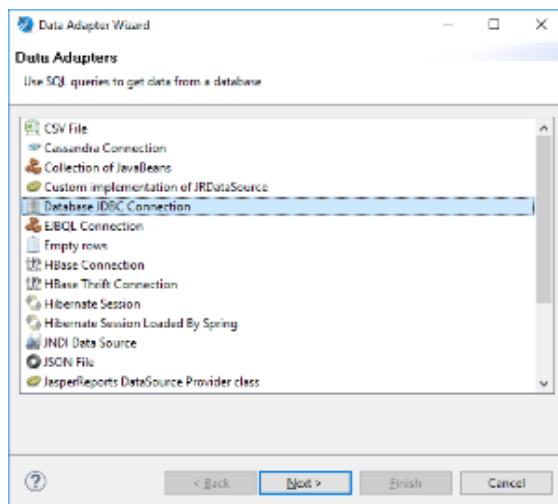 Data Adapter Wizard
Data Adapters
Use SQL queries to get data from a database
CSV File
Cassandra Connection
Collection of JavaBeans
Custom implementation of JRDataSource
Database JDBC Connection
EJBQL Connection
Empty rows
HBase Connection
HBase Thrift Connection
Hibernate Session
Hibernate Session Loaded By Spring
JNDI Data Source
JSON File
JasperReports DataSource Provider class
< Back Next > Finish Cancel